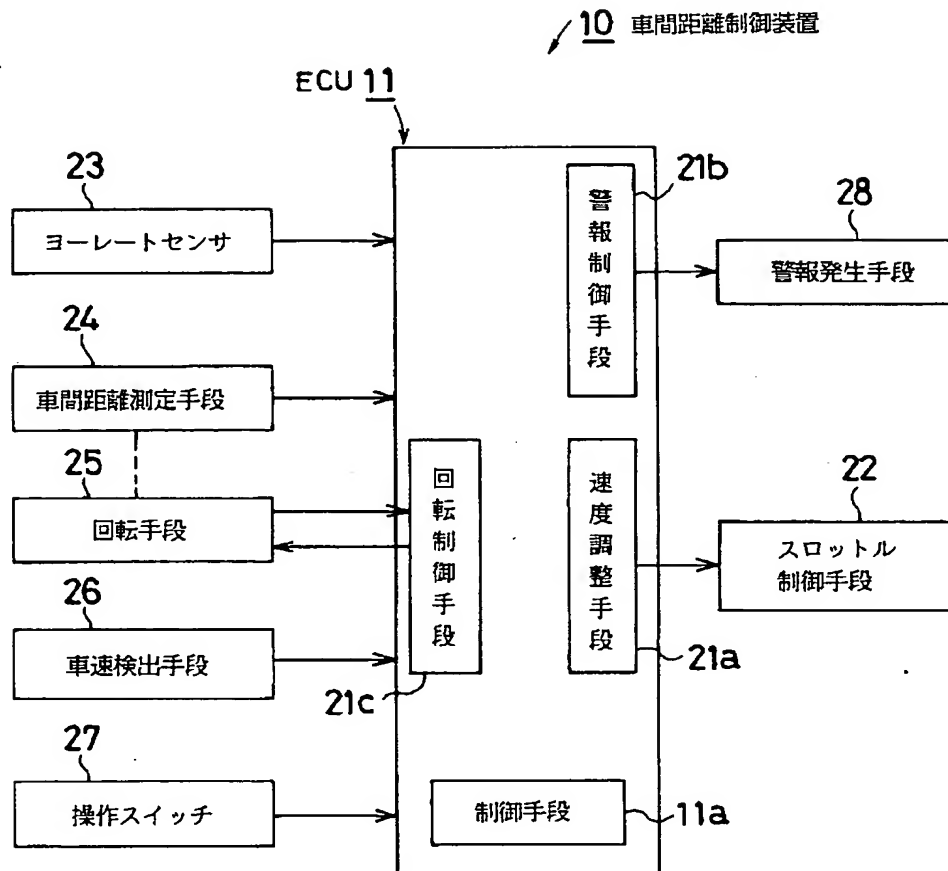 10 車間距離制御装置
ECU 11
23
ヨーレートセンサ
24
車間距離測定手段
25
回転手段
26
車速検出手段
27
操作スイッチ
21b
警報制御手段
28
警報発生手段
回転制御手段
21c
速度調整手段
21a
22
スロットル
制御手段
制御手段
11a